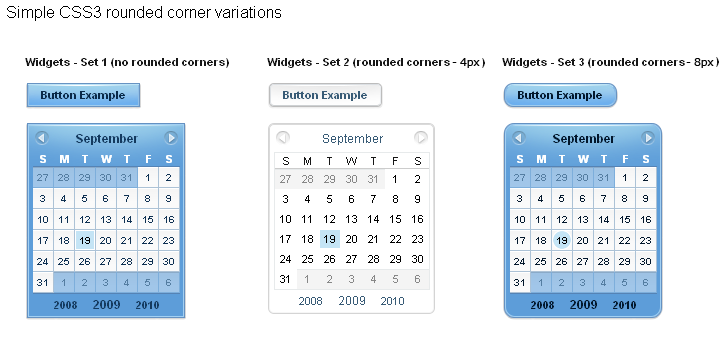 Simple CSS3 rounded corner variations
Widgets - Set 1 (no rounded corners)
Button Example
September
S M T W T F S
27 28 29 30 31 1 2
3 4 5 6 7 8 9
10 11 12 13 14 15 16
17 18 19 20 21 22 23
24 25 26 27 28 29 30
31 1 2 3 4 5 6
2008 2009 2010
Widgets - Set 2 (rounded corners - 4px)
Button Example
September
S M T W T F S
27 28 29 30 31 1 2
3 4 5 6 7 8 9
10 11 12 13 14 15 16
17 18 19 20 21 22 23
24 25 26 27 28 29 30
31 1 2 3 4 5 6
2008 2009 2010
Widgets - Set 3 (rounded corners - 8px)
Button Example
September
S M T W T F S
27 28 29 30 31 1 2
3 4 5 6 7 8 9
10 11 12 13 14 15 16
17 18 19 20 21 22 23
24 25 26 27 28 29 30
31 1 2 3 4 5 6
2008 2009 2010